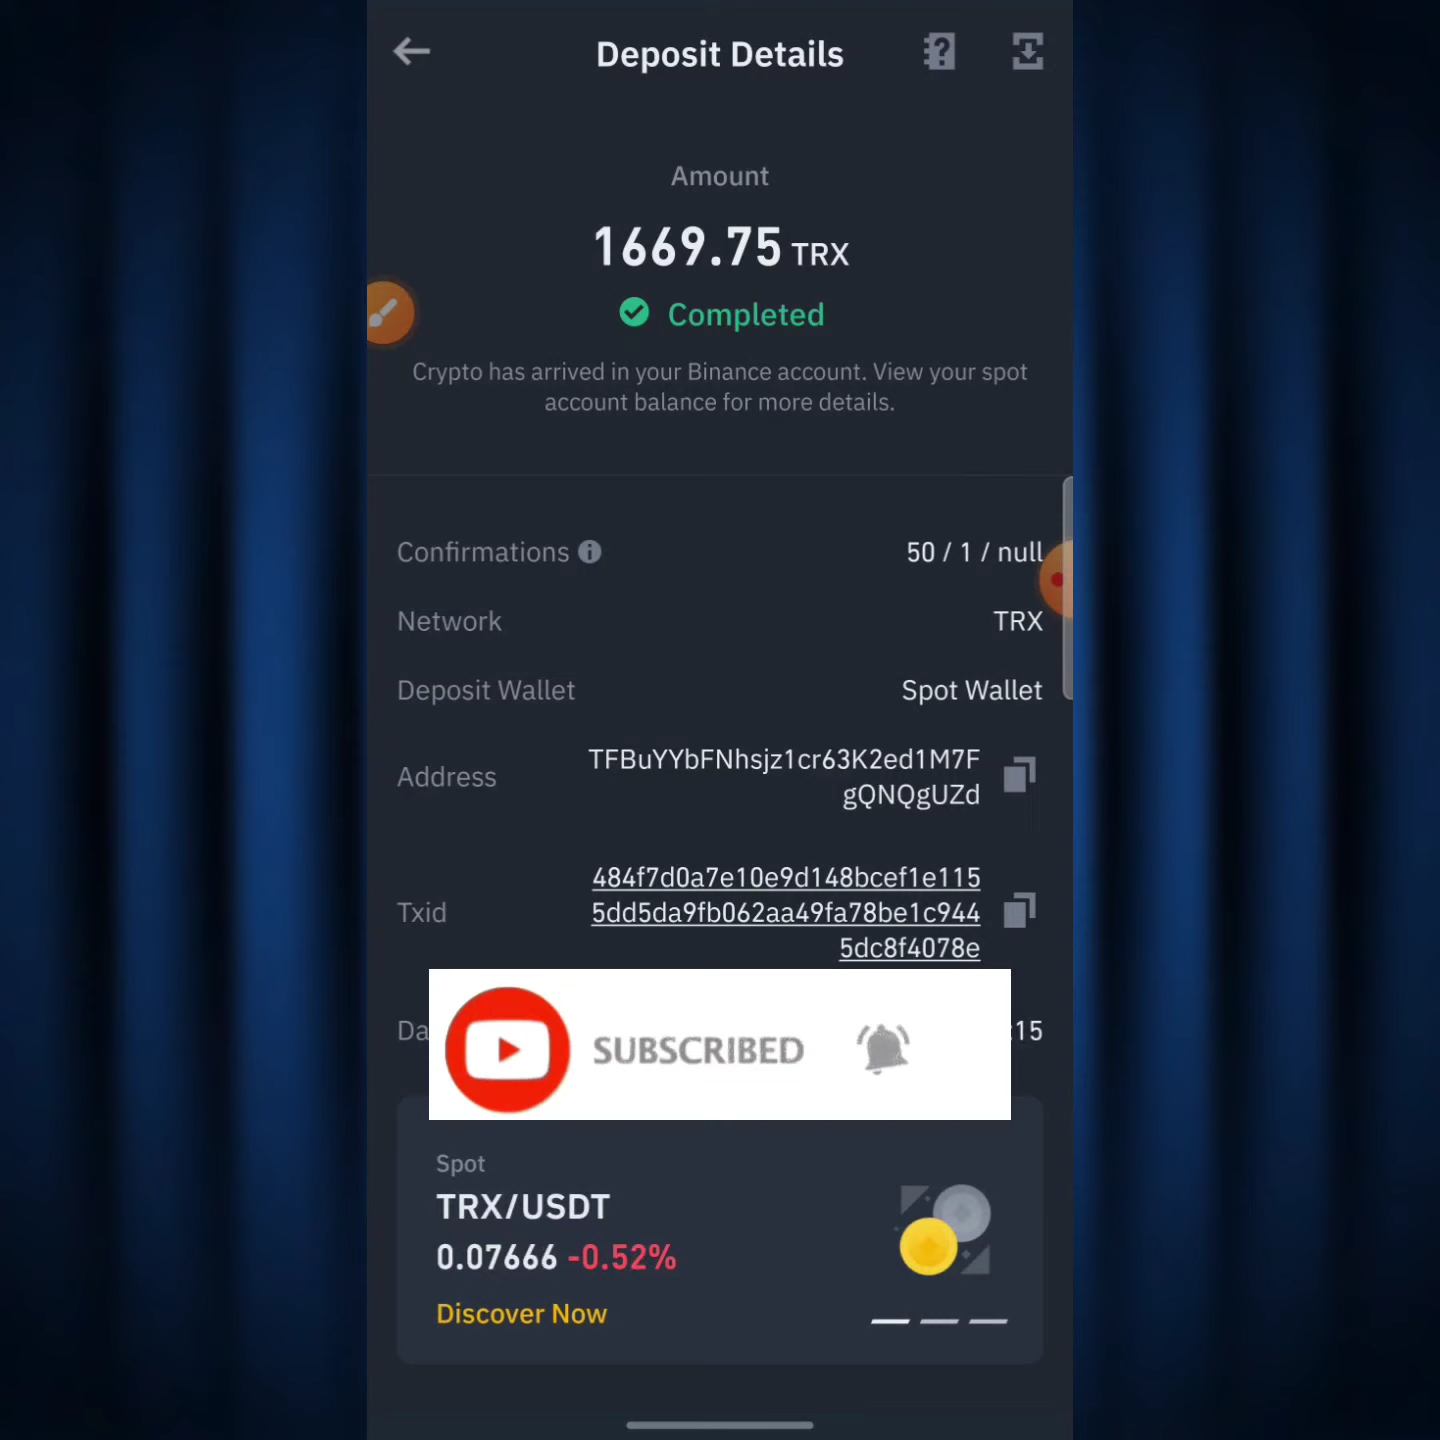 Deposit Details
Amount
1669.75 TRX
Completed
Crypto has arrived in your Binance account. View your spot
account balance for more details.
Confirmations 50 / 1 / null
Network TRX
Deposit Wallet Spot Wallet
Address TFBuYYbFNhsjz1cr63K2ed1M7F
gQNQgUZd
Txid 484f7d0a7e10e9d148bcef1e115
5dd5da9fb062aa49fa78be1c944
5dc8f4078e
Da :15
SUBSCRIBED
Spot
TRX/USDT
0.07666 -0.52%
Discover Now